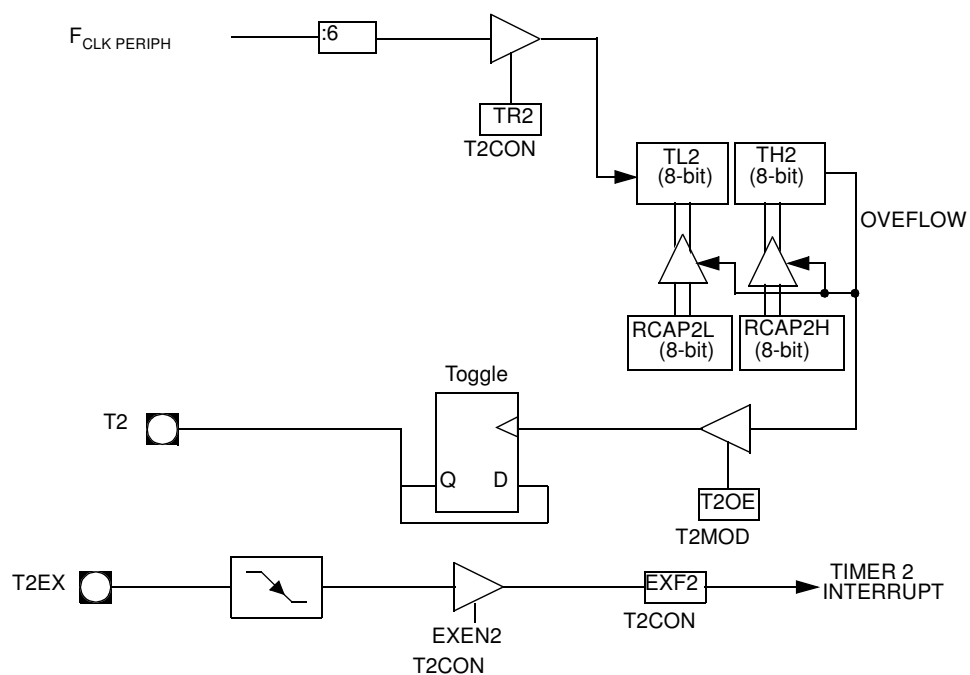 FCLK PERIPH
:6
TR2
T2CON
TL2
(8-bit)
TH2
(8-bit)
OVEFLOW
RCAP2L
(8-bit)
RCAP2H
(8-bit)
Toggle
T2
Q
D
T2OE
T2MOD
T2EX
EXEN2
T2CON
EXF2
T2CON
TIMER 2
INTERRUPT